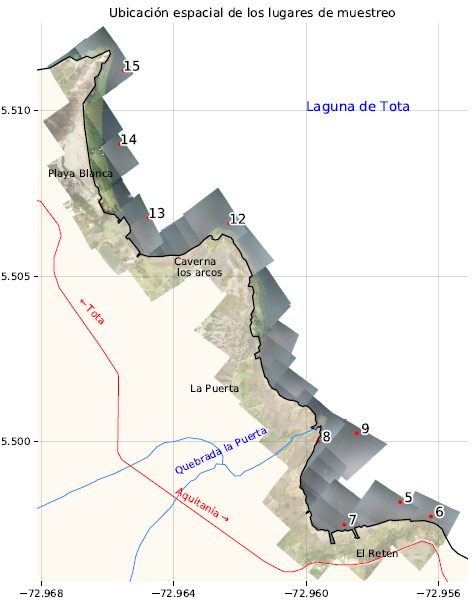 Ubicación espacial de los lugares de muestreo
15
5.510
Laguna de Tota
14
Playa Blanca
13
12
Caverna
los arcos
5.505
←Tota
La Puerta
9
8
5.500
Quebrada la Puerta
Aquitania→
5
6
7
El Reten
−72.968
−72.964
−72.960
−72.956